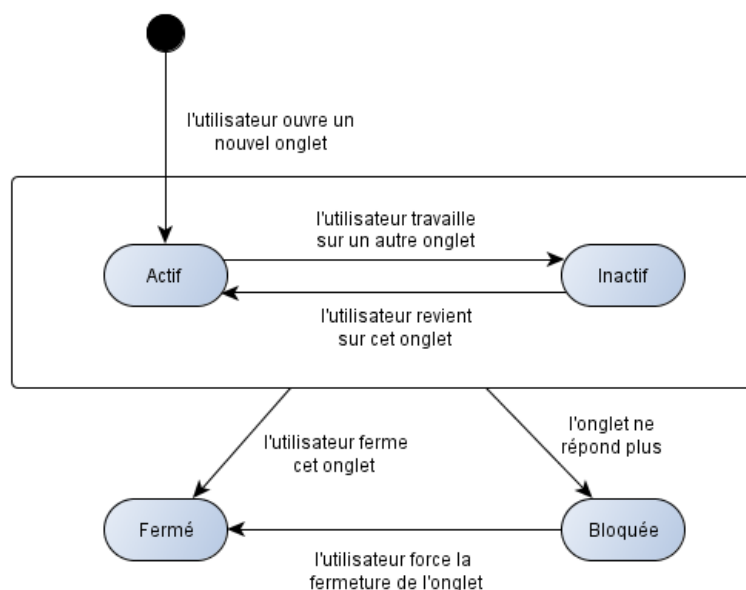 l'utilisateur ouvre un
nouvel onglet
l'utilisateur travaille
sur un autre onglet
Actif
Inactif
l'utilisateur revient
sur cet onglet
l'utilisateur ferme
cet onglet
l'onglet ne
répond plus
Fermé
Bloquée
l'utilisateur force la
fermeture de l'onglet